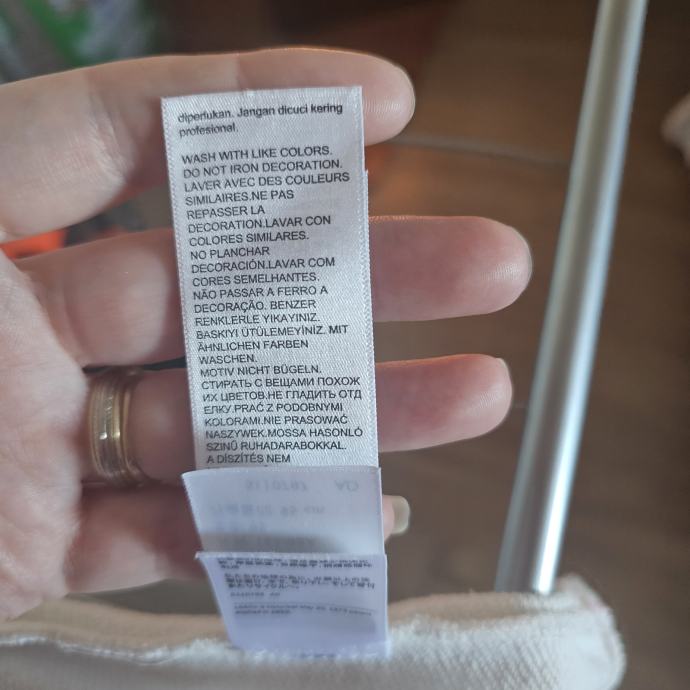 diperlukan. Jangan dicuci kering
profesional.
WASH WITH LIKE COLORS.
DO NOT IRON DECORATION.
LAVER AVEC DES COULEURS
SIMILAIRES.NE PAS
REPASSER LA
DECORATION.LAVAR CON
COLORES SIMILARES.
NO PLANCHAR
DECORACIÓN.LAVAR COM
CORES SEMELHANTES.
NÃO PASSAR A FERRO A
DECORAÇÃO. BENZER
RENKLERLE YIKAYINIZ.
BASKIYI ÜTÜLEMEYİNİZ. MIT
ÄHNLICHEN FARBEN
WASCHEN.
MOTIV NICHT BÜGELN.
СТИРАТЬ С ВЕЩАМИ ПОХОЖ
ИХ ЦВЕТОВ.НЕ ГЛАДИТЬ ОТД
ЕЛКУ.PRAĆ Z PODOBNYMI
KOLORAMI.NIE PRASOWAĆ
NASZYWEK.MOSSA HASONLÓ
SZINŰ RUHADARABOKKAL.
A DÍSZÍTÉS NEM